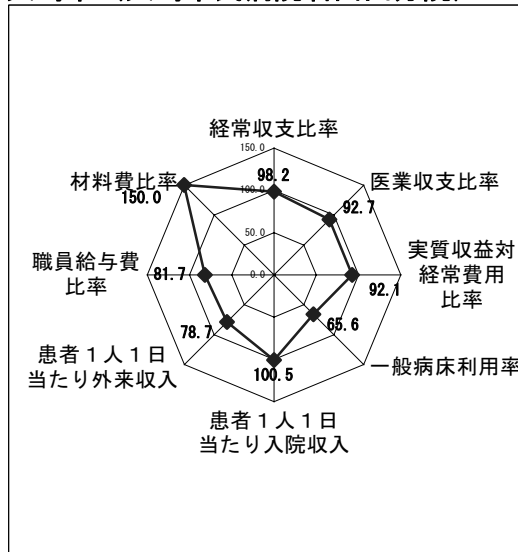 経常収支比率
150.0
98.2
100.0
50.0
0.0
医業収支比率
92.7
実質収益対
経常費用
比率
92.1
65.6
一般病床利用率
100.5
患者１人１日
当たり入院収入
78.7
患者１人１日
当たり外来収入
職員給与費
比率
81.7
材料費比率
150.0